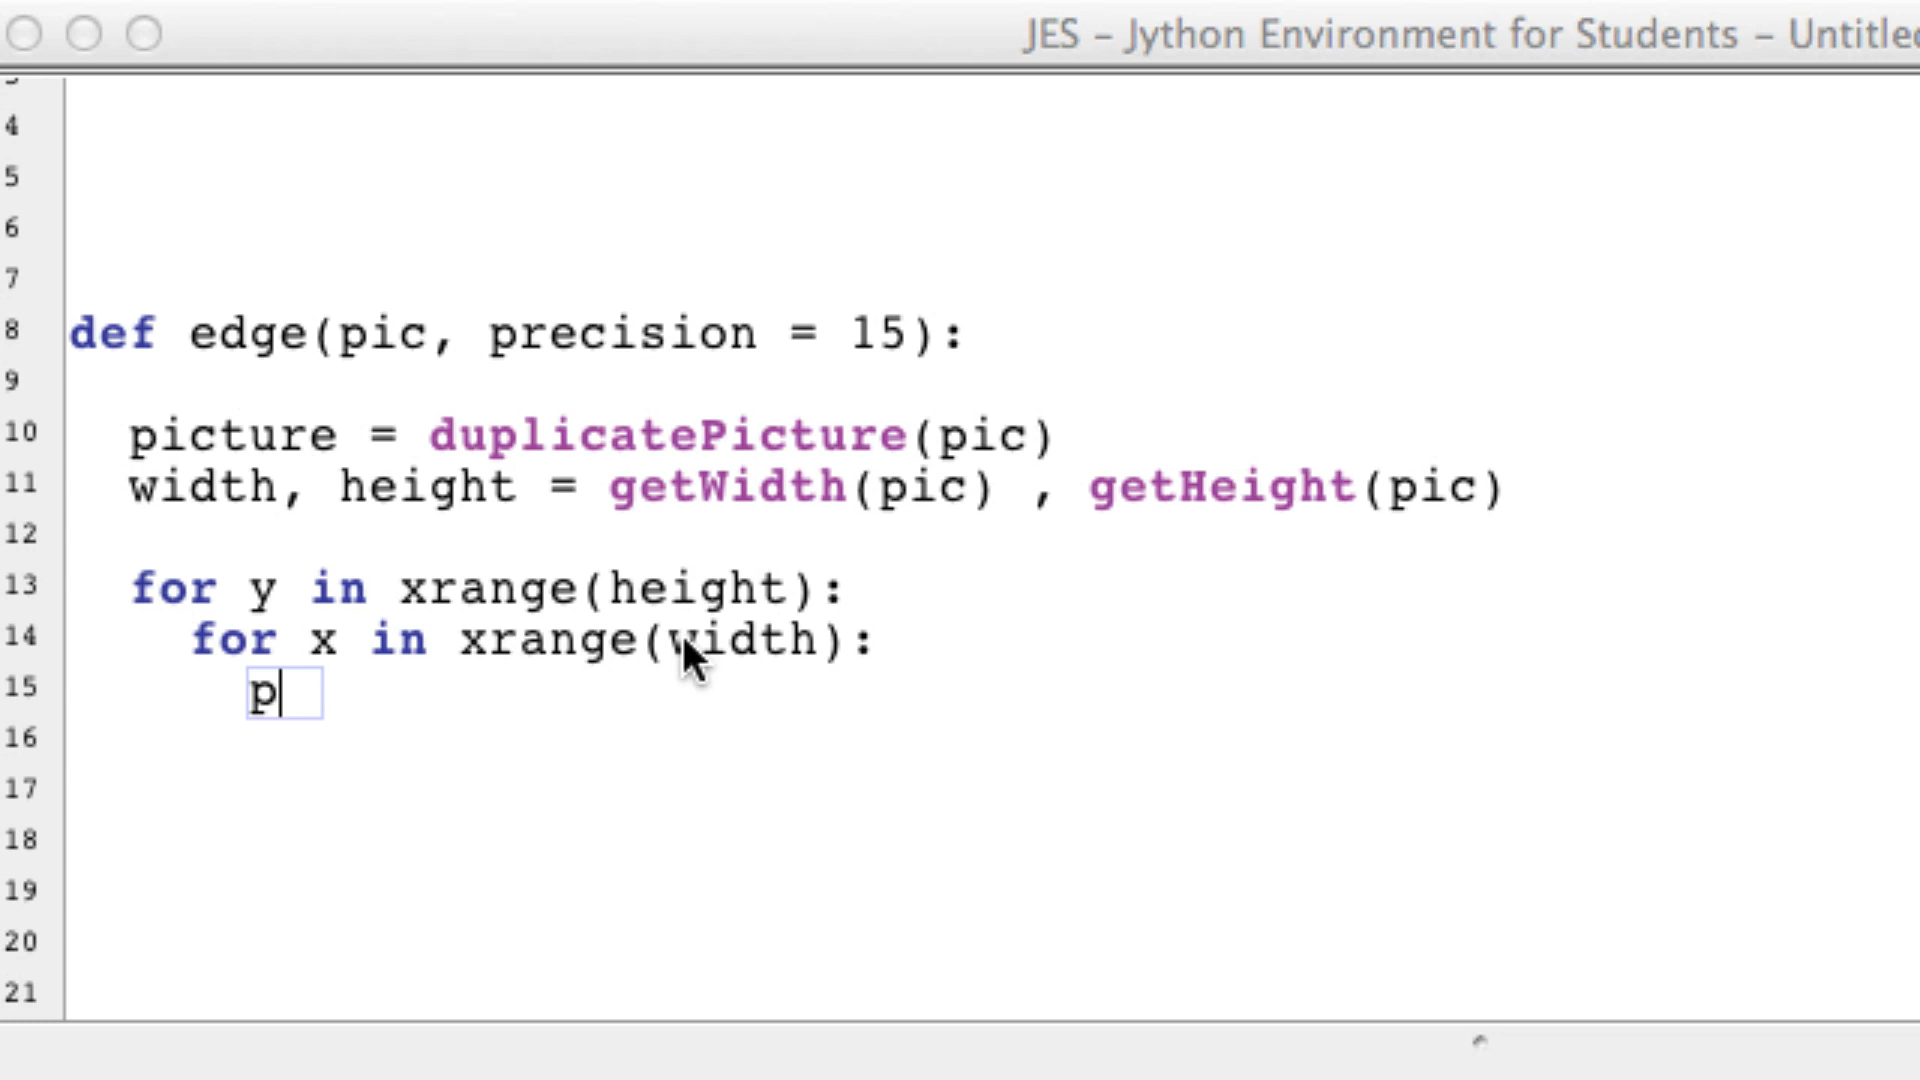 JES – Jython Environment for Students –
4
5
6
7
8 def edge(pic, precision = 15):
9
10 picture = duplicatePicture(pic)
11 width, height = getWidth(pic) , getHeight(pic)
12
13 for y in xrange(height):
14 for x in xrange(width):
15 p
16
17
18
19
20
21